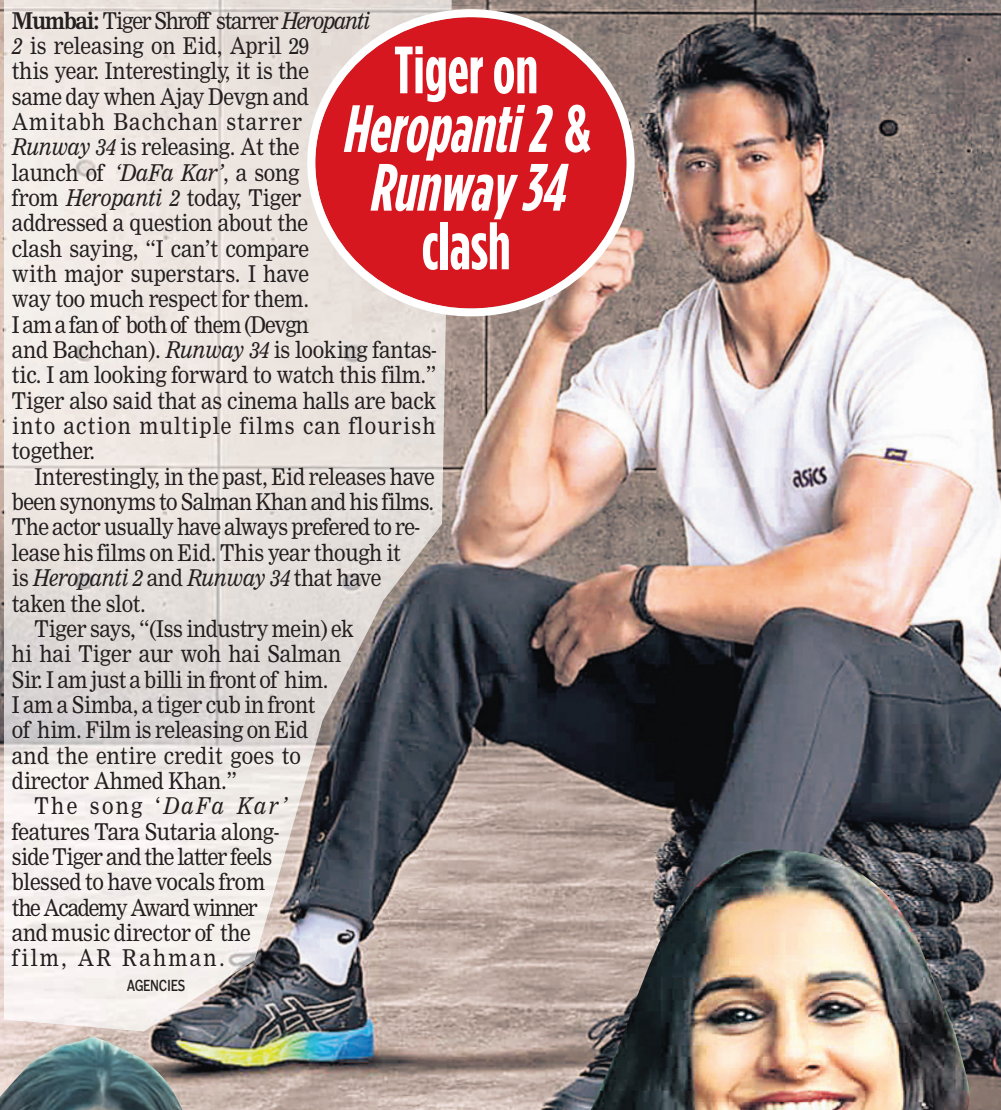 Tiger on
Heropanti 2 &
Runway 34
clash
Mumbai: Tiger Shroff starrer Heropanti
2 is releasing on Eid, April 29
this year. Interestingly, it is the
same day when Ajay Devgn and
Amitabh Bachchan starrer
Runway 34 is releasing. At the
launch of ‘DaFa Kar’, a song
from Heropanti 2 today, Tiger
addressed a question about the
clash saying, “I can’t compare
with major superstars. I have
way too much respect for them.
I am a fan of both of them (Devgn
and Bachchan). Runway 34 is looking fantas-
tic. I am looking forward to watch this film.”
Tiger also said that as cinema halls are back
into action multiple films can flourish
together.
Interestingly, in the past, Eid releases have
been synonyms to Salman Khan and his films.
The actor usually have always prefered to re-
lease his films on Eid. This year though it
is Heropanti 2 and Runway 34 that have
taken the slot.
Tiger says, “(Iss industry mein) ek
hi hai Tiger aur woh hai Salman
Sir. I am just a billi in front of him.
I am a Simba, a tiger cub in front
of him. Film is releasing on Eid
and the entire credit goes to
director Ahmed Khan.”
The song ‘DaFa Kar’
features Tara Sutaria along-
side Tiger and the latter feels
blessed to have vocals from
the Academy Award winner
and music director of the
film, AR Rahman.
AGENCIES
asics